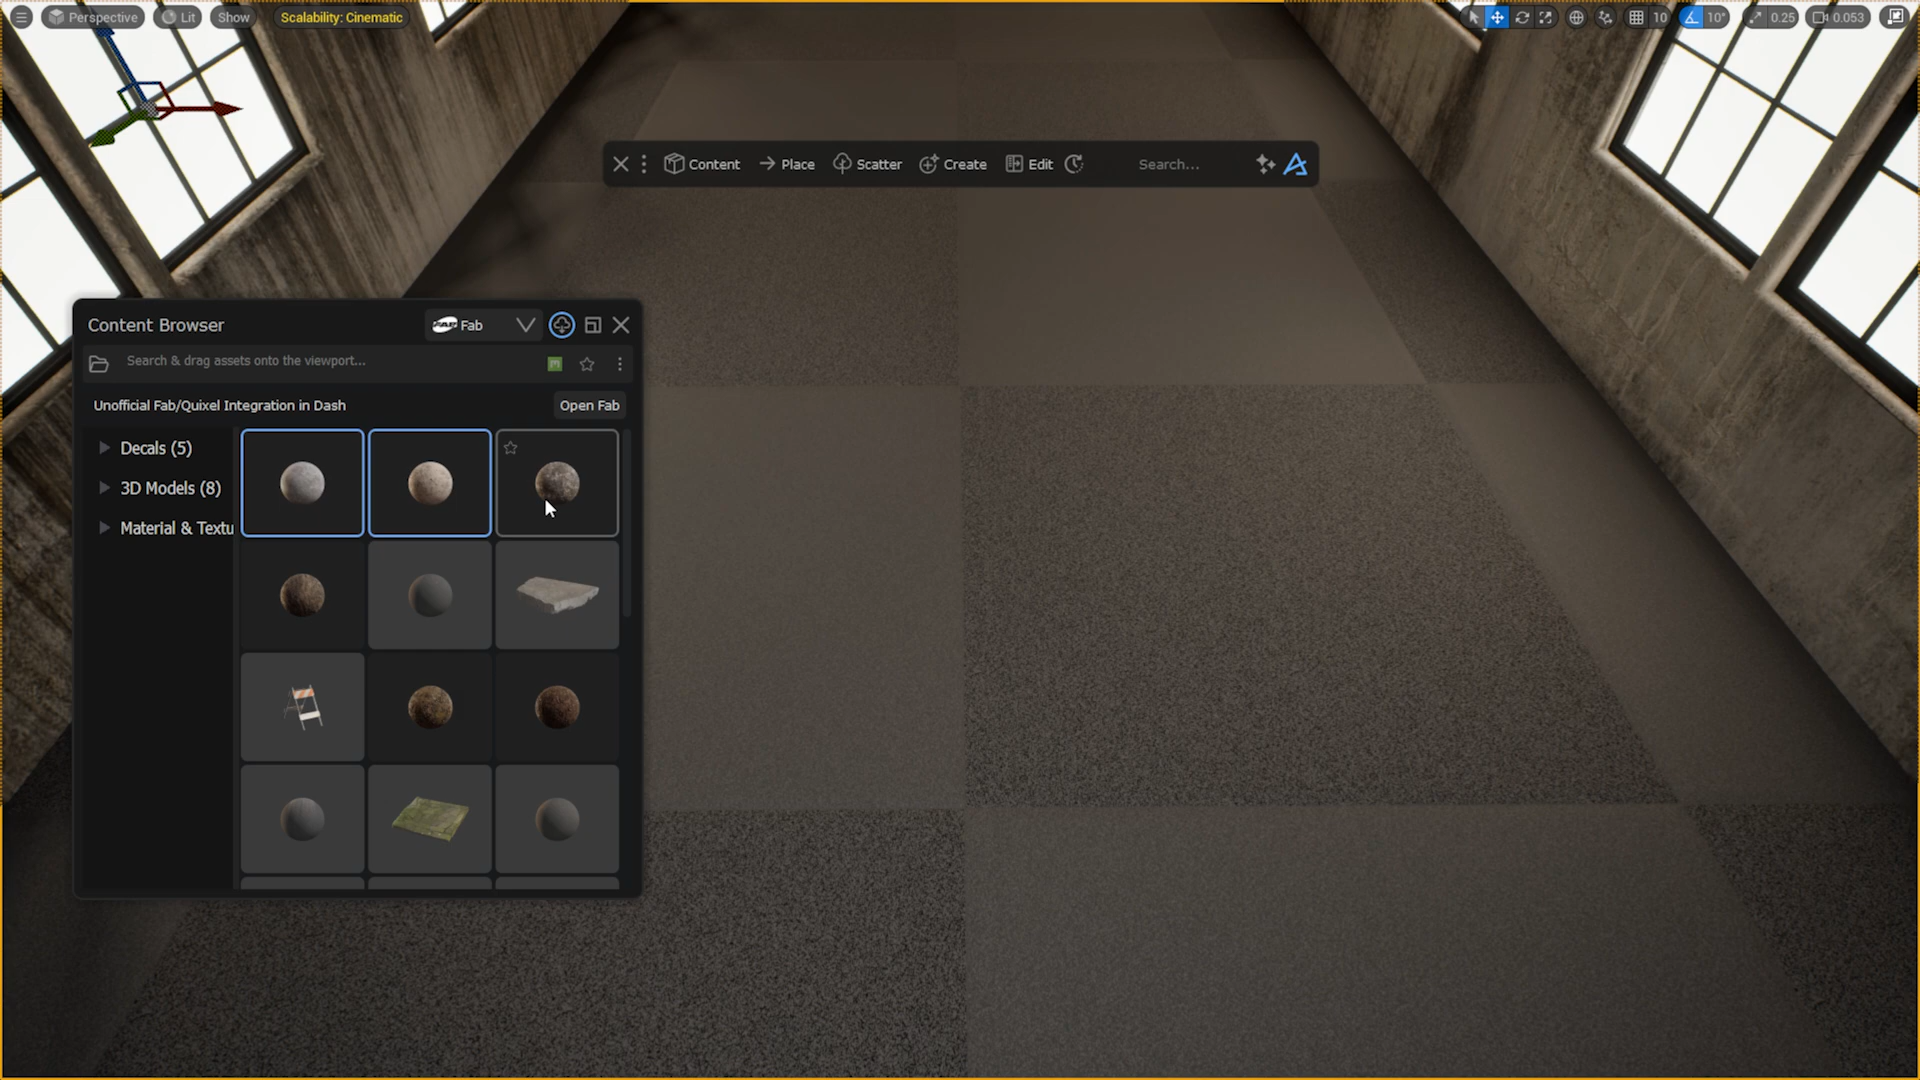 Perspective Lit Show Scalability: Cinematic 10 10° 0.25 0.053
Content Place Scatter Create Edit Search...
Content Browser Fab
Search & drag assets onto the viewport...
Unofficial Fab/Quixel Integration in Dash Open Fab
Decals (5)
3D Models (8)
Material & Textu